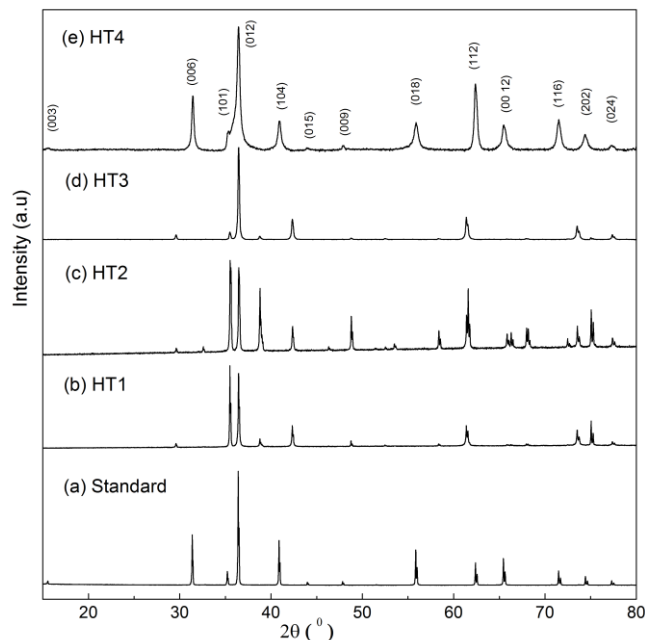 (e) HT4
(003)
(006)
(101)
(012)
(104)
(015)
(009)
(018)
(112)
(00 12)
(116)
(202)
(024)
(d) HT3
(c) HT2
(b) HT1
(a) Standard
Intensity (a.u)
20 30 40 50 60 70 80
2θ ( ⁰ )